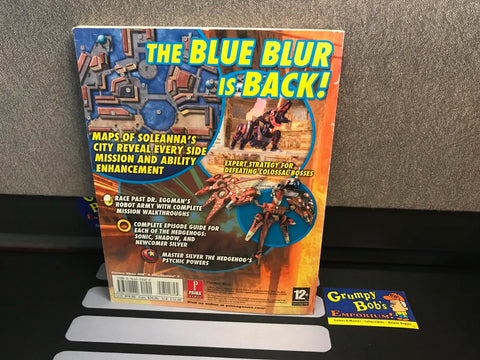 THE BLUE BLUR
IS BACK!
MAPS OF SOLEANNA'S
CITY REVEAL EVERY SIDE
MISSION AND ABILITY
ENHANCEMENT
EXPERT STRATEGY FOR
DEFEATING COLOSSAL BOSSES
RACE PAST DR. EGGMAN'S
ROBOT ARMY WITH COMPLETE
MISSION WALKTHROUGHS
COMPLETE EPISODE GUIDE FOR
EACH OF THE HEDGEHOGS:
SONIC, SHADOW, AND
NEWCOMER SILVER
MASTER SILVER THE HEDGEHOG'S
PSYCHIC POWERS
P
PRIMA
12+
Grumpy
Bob's
EMPORIUM!